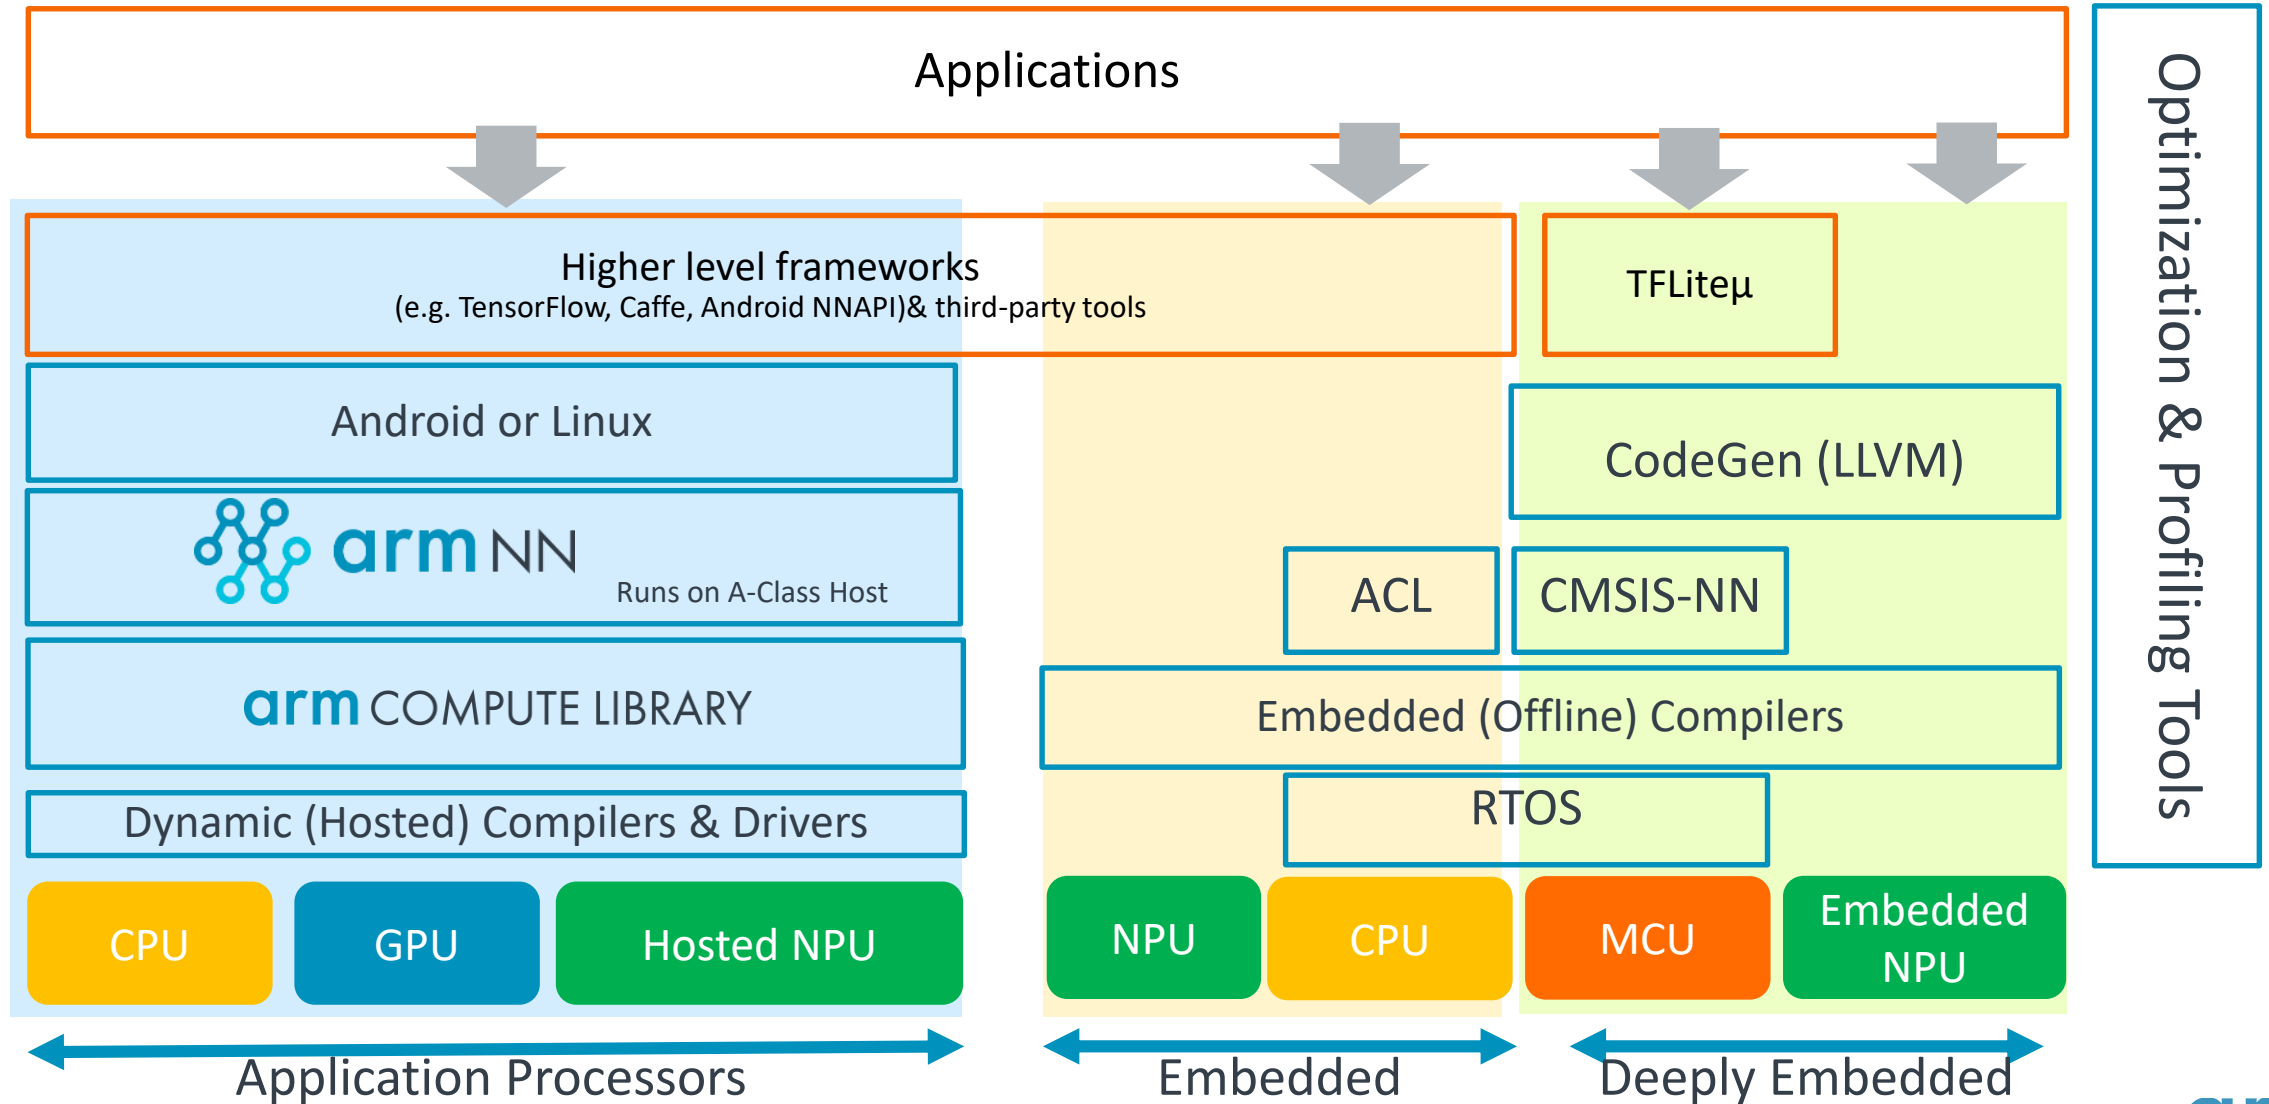 Applications
Optimization & Profiling Tools
Higher level frameworks
(e.g. TensorFlow, Caffe, Android NNAPI)& third-party tools
TFLiteµ
Android or Linux
CodeGen (LLVM)
arm NN
Runs on A-Class Host
ACL
CMSIS-NN
arm COMPUTE LIBRARY
Embedded (Offline) Compilers
Dynamic (Hosted) Compilers & Drivers
RTOS
CPU
GPU
Hosted NPU
NPU
CPU
MCU
Embedded
NPU
Application Processors
Embedded
Deeply Embedded